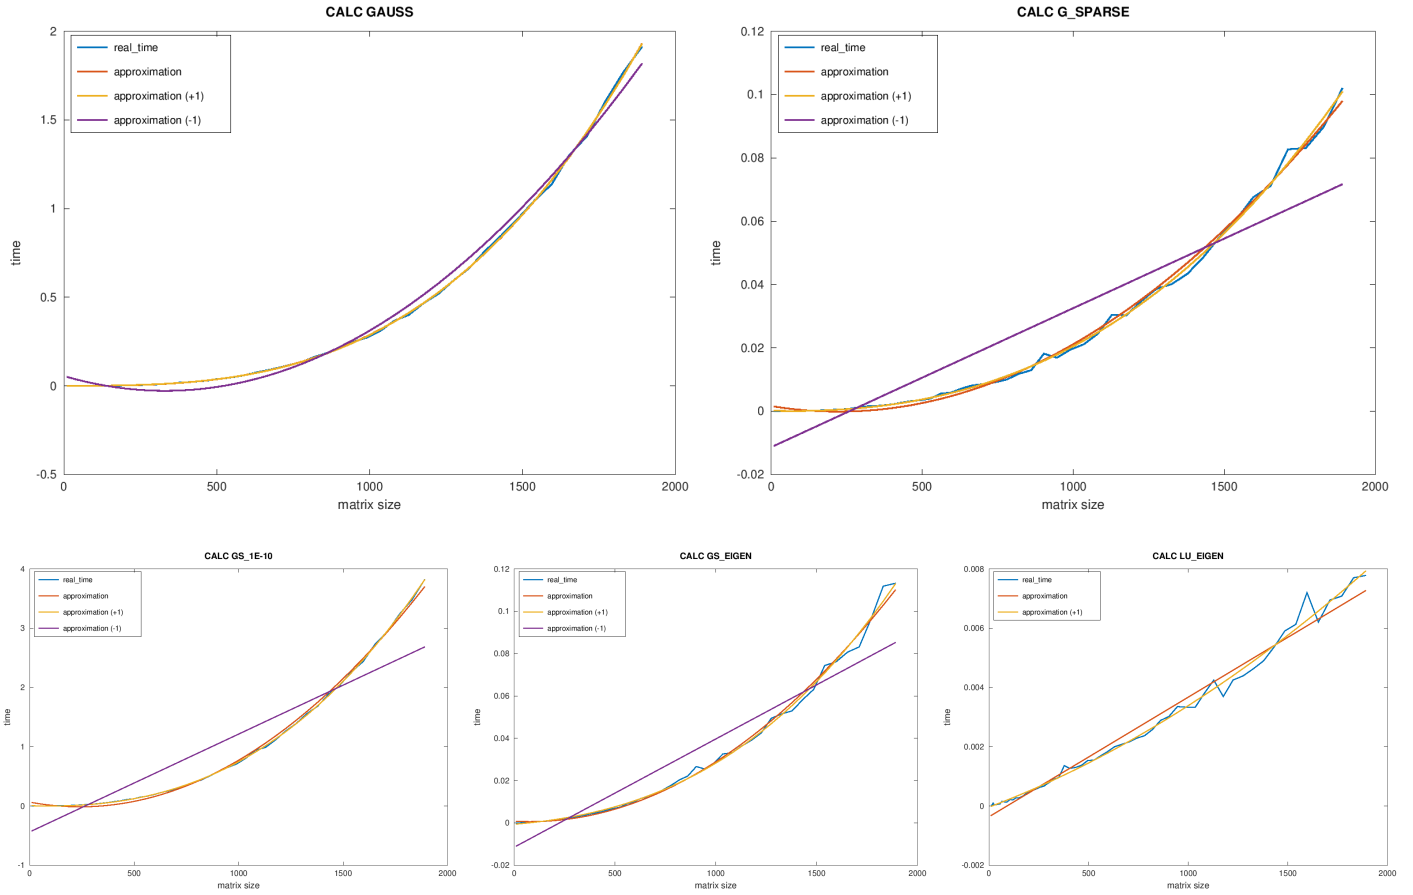 CALC GAUSS
2
1.5
1
0.5
0
-0.5
time
real_time
approximation
approximation (+1)
approximation (-1)
0
500
1000
1500
2000
matrix size
CALC G_SPARSE
0.12
0.1
0.08
0.06
0.04
0.02
0
-0.02
time
real_time
approximation
approximation (+1)
approximation (-1)
0
500
1000
1500
2000
matrix size
CALC GS_1E-10
4
3
2
1
0
-1
time
real_time
approximation
approximation (+1)
approximation (-1)
0
500
1000
1500
2000
matrix size
CALC GS_EIGEN
0.12
0.1
0.08
0.06
0.04
0.02
0
-0.02
time
real_time
approximation
approximation (+1)
approximation (-1)
0
500
1000
1500
2000
matrix size
CALC LU_EIGEN
0.008
0.006
0.004
0.002
0
-0.002
time
real_time
approximation
approximation (+1)
0
500
1000
1500
2000
matrix size